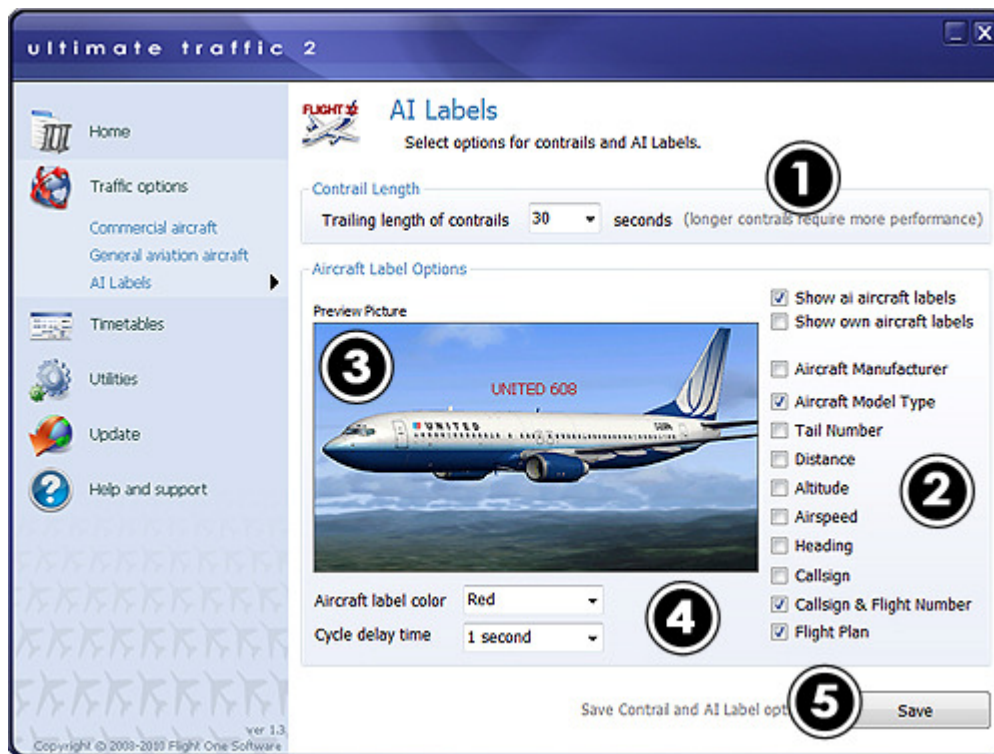 ultimate traffic 2
Home
Traffic options
Commercial aircraft
General aviation aircraft
AI Labels
Timetables
Utilities
Update
Help and support
ver 1.3
Copyright © 2008-2010 Flight One Software
FLIGHT
AI Labels
Select options for contrails and AI Labels.
1
Contrail Length
Trailing length of contrails 30 seconds (longer contrails require more performance)
Aircraft Label Options
Preview Picture
3
UNITED 608
UNITED
Show ai aircraft labels
Show own aircraft labels
Aircraft Manufacturer
Aircraft Model Type
Tail Number
Distance
Altitude
Airspeed
Heading
Callsign
Callsign & Flight Number
Flight Plan
2
Aircraft label color Red
Cycle delay time 1 second
4
Save Contrail and AI Label
5
Save